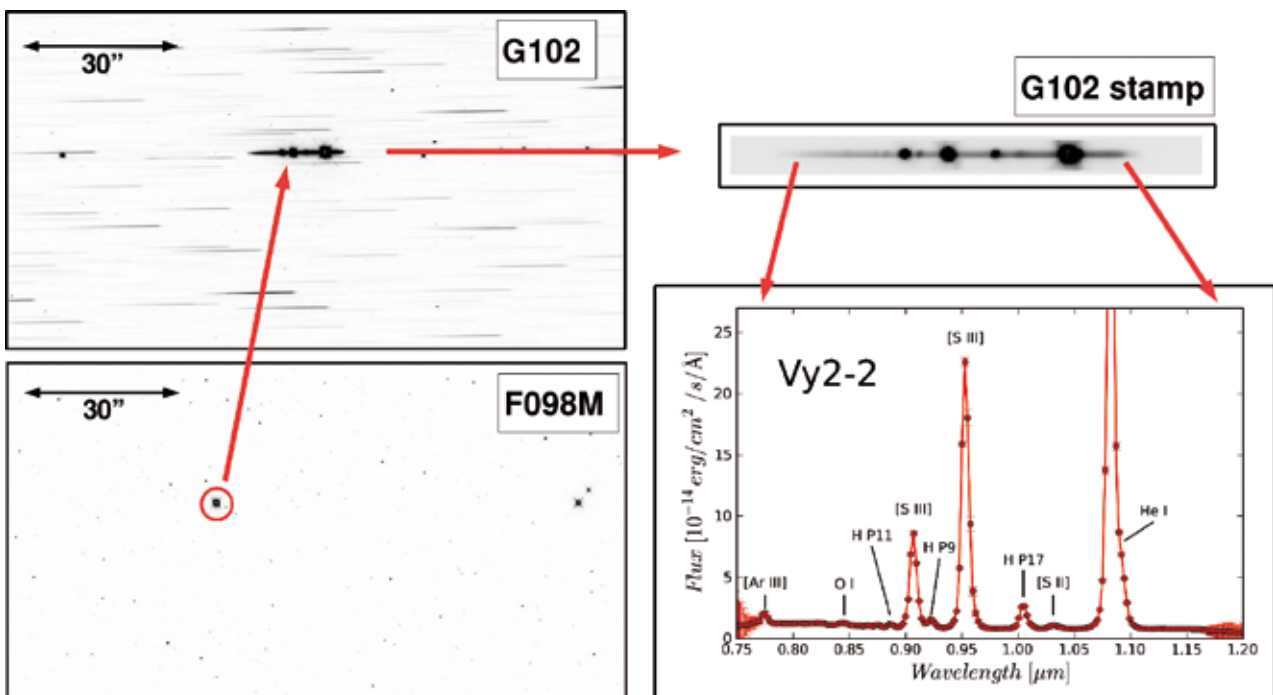 30”
G102
G102 stamp
30”
F098M
Vy2-2
Flux [10⁻¹⁴ erg/cm² /s/Å]
25
20
15
10
5
0
[Ar III]
O I
H P11
[S III]
H P9
[S III]
H P17
[S II]
He I
0.75 0.80 0.85 0.90 0.95 1.00 1.05 1.10 1.15 1.20
Wavelength [μm]